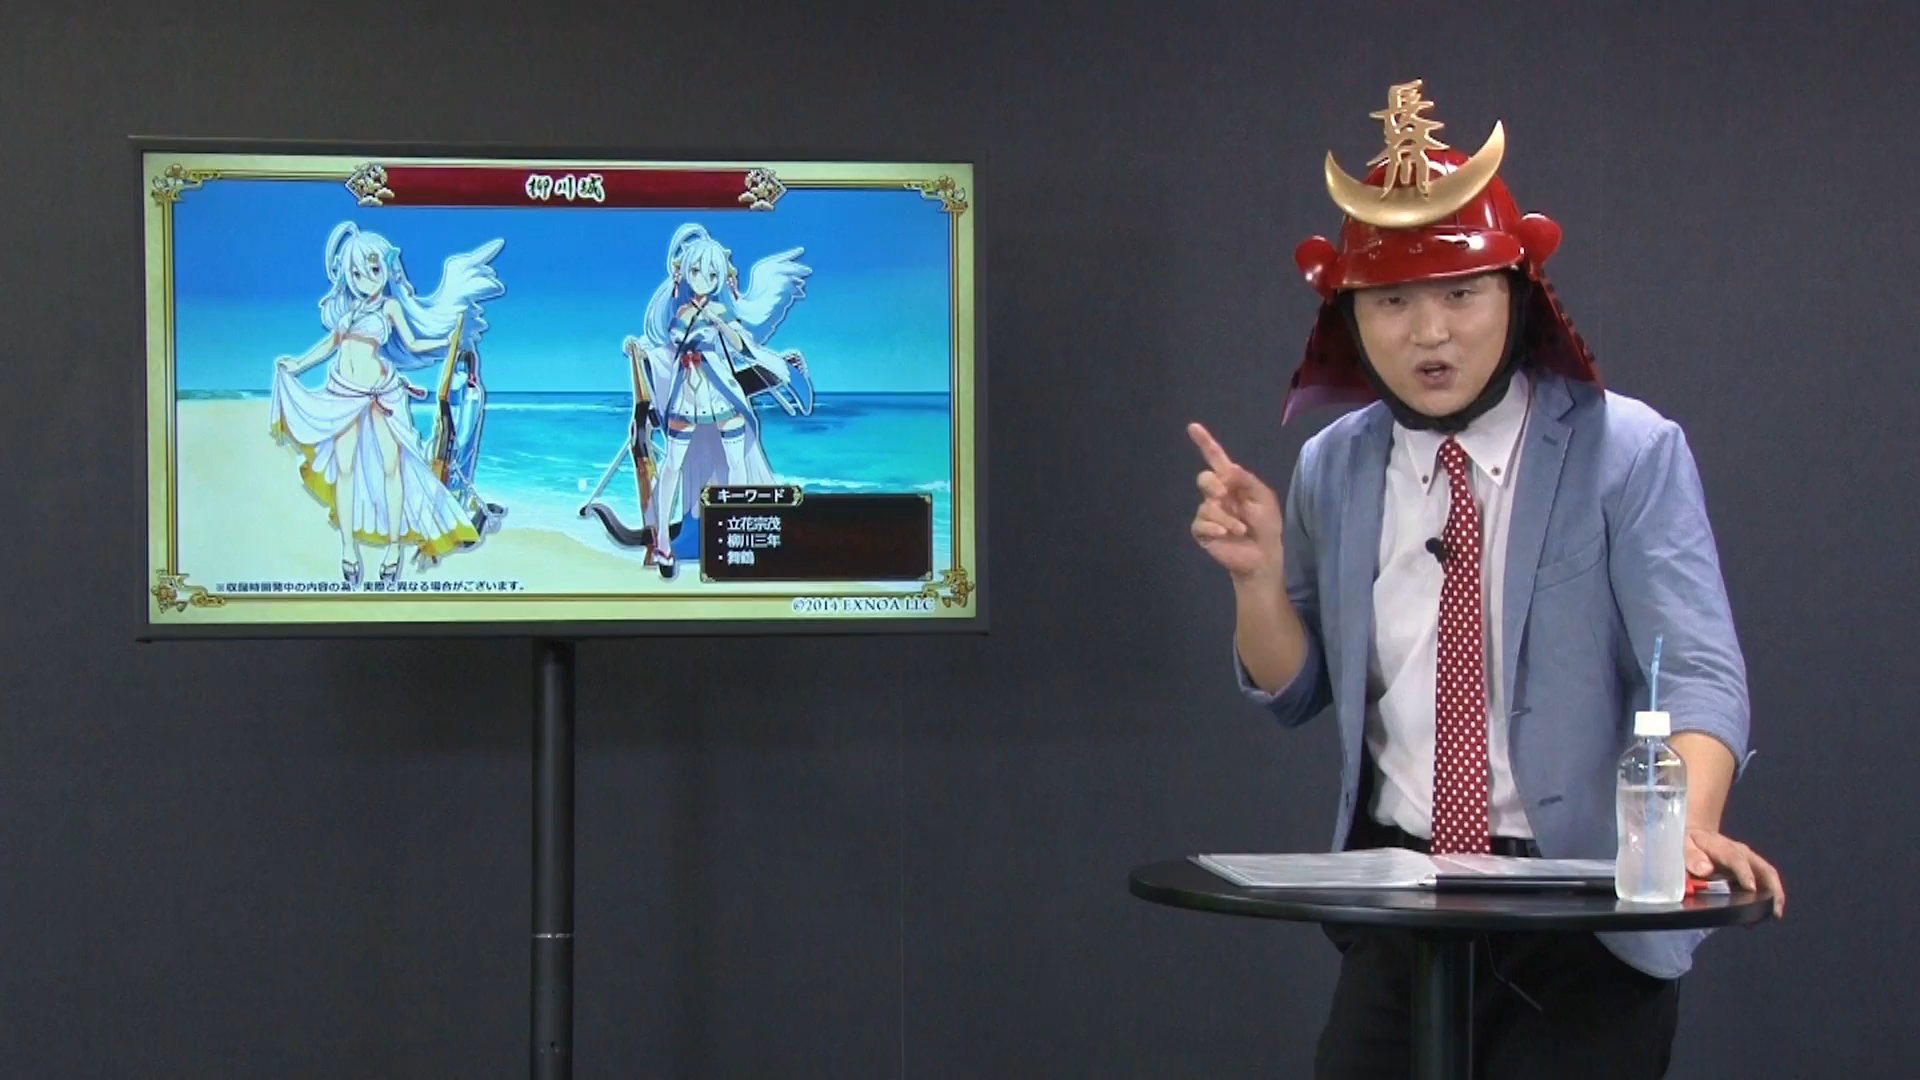 柳川城
キーワード
・立花宗茂
・柳川三年
・舞鶴
※収録時開発中の内容の為、実際と異なる場合がございます。
©2014 EXNOA LLC
長谷川